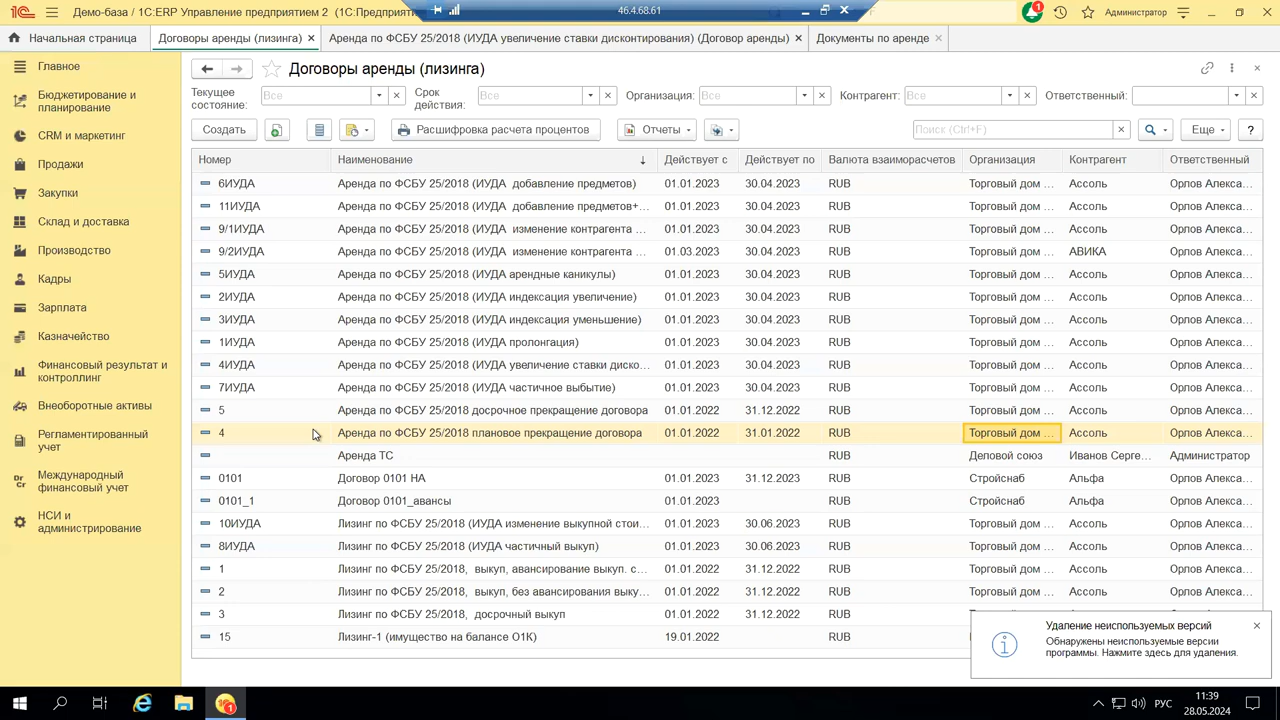 Демо-база / 1С:ERP Управление предприятием 2 (1С:Предприяти
46.4.68.61
1
Администратор
Начальная страница
Договоры аренды (лизинга) ×
Аренда по ФСБУ 25/2018 (ИУДА увеличение ставки дисконтирования) (Договор аренды) ×
Документы по аренде ×
Главное
Бюджетирование и
планирование
CRM и маркетинг
Продажи
Закупки
Склад и доставка
Производство
Кадры
Зарплата
Казначейство
Финансовый результат и
контроллинг
Внеоборотные активы
Регламентированный
учет
Международный
финансовый учет
НСИ и
администрирование
Договоры аренды (лизинга)
Текущее состояние: Все
Срок действия: Все
Организация: Все
Контрагент: Все
Ответственный:
Создать
Расшифровка расчета процентов
Отчеты
Поиск (Ctrl+F)
Еще
?
Номер Наименование Действует с Действует по Валюта взаиморасчетов Организация Контрагент Ответственный
6ИУДА Аренда по ФСБУ 25/2018 (ИУДА добавление предметов) 01.01.2023 30.04.2023 RUB Торговый дом ... Ассоль Орлов Алекса...
11ИУДА Аренда по ФСБУ 25/2018 (ИУДА добавление предметов+... 01.01.2023 30.04.2023 RUB Торговый дом ... Ассоль Орлов Алекса...
9/1ИУДА Аренда по ФСБУ 25/2018 (ИУДА изменение контрагента ... 01.01.2023 30.04.2023 RUB Торговый дом ... Ассоль Орлов Алекса...
9/2ИУДА Аренда по ФСБУ 25/2018 (ИУДА изменение контрагента ... 01.03.2023 30.04.2023 RUB Торговый дом ... АВИКА Орлов Алекса...
5ИУДА Аренда по ФСБУ 25/2018 (ИУДА арендные каникулы) 01.01.2023 30.04.2023 RUB Торговый дом ... Ассоль Орлов Алекса...
2ИУДА Аренда по ФСБУ 25/2018 (ИУДА индексация увеличение) 01.01.2023 30.04.2023 RUB Торговый дом ... Ассоль Орлов Алекса...
3ИУДА Аренда по ФСБУ 25/2018 (ИУДА индексация уменьшение) 01.01.2023 30.04.2023 RUB Торговый дом ... Ассоль Орлов Алекса...
1ИУДА Аренда по ФСБУ 25/2018 (ИУДА пролонгация) 01.01.2023 30.04.2023 RUB Торговый дом ... Ассоль Орлов Алекса...
4ИУДА Аренда по ФСБУ 25/2018 (ИУДА увеличение ставки диско... 01.01.2023 30.04.2023 RUB Торговый дом ... Ассоль Орлов Алекса...
7ИУДА Аренда по ФСБУ 25/2018 (ИУДА частичное выбытие) 01.01.2023 30.04.2023 RUB Торговый дом ... Ассоль Орлов Алекса...
5 Аренда по ФСБУ 25/2018 досрочное прекращение договора 01.01.2022 31.12.2022 RUB Торговый дом ... Ассоль Орлов Алекса...
4 Аренда по ФСБУ 25/2018 плановое прекращение договора 01.01.2022 31.01.2022 RUB Торговый дом ... Ассоль Орлов Алекса...
Аренда ТС RUB Деловой союз Иванов Серге... Администратор
0101 Договор 0101 НА 01.01.2023 31.12.2023 RUB Стройснаб Альфа Орлов Алекса...
0101_1 Договор 0101_авансы 01.01.2023 RUB Стройснаб Альфа Орлов Алекса...
10ИУДА Лизинг по ФСБУ 25/2018 (ИУДА изменение выкупной стои... 01.01.2023 30.06.2023 RUB Торговый дом ... Ассоль Орлов Алекса...
8ИУДА Лизинг по ФСБУ 25/2018 (ИУДА частичный выкуп) 01.01.2023 30.06.2023 RUB Торговый дом ... Ассоль Орлов Алекса...
1 Лизинг по ФСБУ 25/2018, выкуп, авансирование выкуп. с... 01.01.2022 31.12.2022 RUB Торговый дом ... Ассоль Орлов Алекса...
2 Лизинг по ФСБУ 25/2018, выкуп, без авансирования выку... 01.01.2022 31.12.2022 RUB Торговый дом ... Ассоль Орлов Алекса...
3 Лизинг по ФСБУ 25/2018, досрочный выкуп 01.01.2022 31.12.2022 RUB
15 Лизинг-1 (имущество на балансе О1К) 19.01.2022 RUB
Удаление неиспользуемых версий ×
Обнаружены неиспользуемые версии
программы. Нажмите здесь для удаления.
1
РУС
11:39
28.05.2024